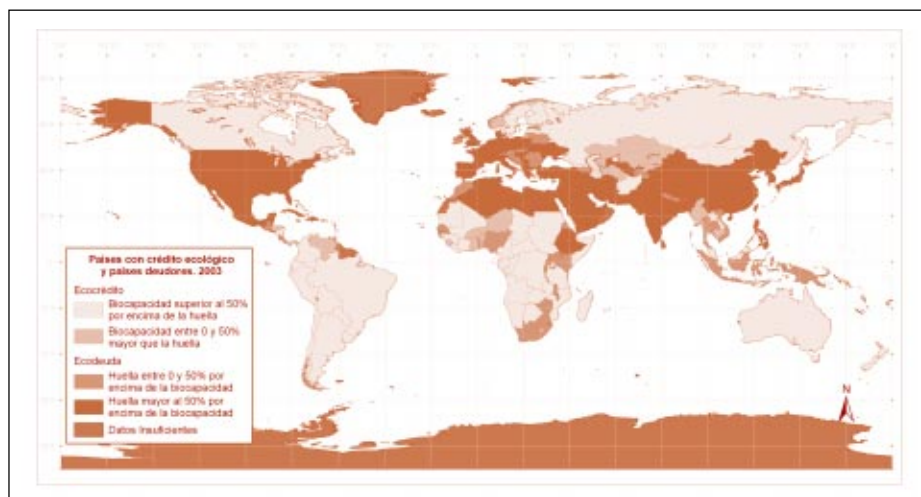 Países con crédito ecológico
y países deudores. 2003
Ecocrédito
Biocapacidad superior al 50%
por encima de la huella
Biocapacidad entre 0 y 50%
mayor que la huella
Ecodeuda
Huella entre 0 y 50% por
encima de la biocapacidad
Huella mayor al 50% por
encima de la biocapacidad
Datos Insuficientes
N